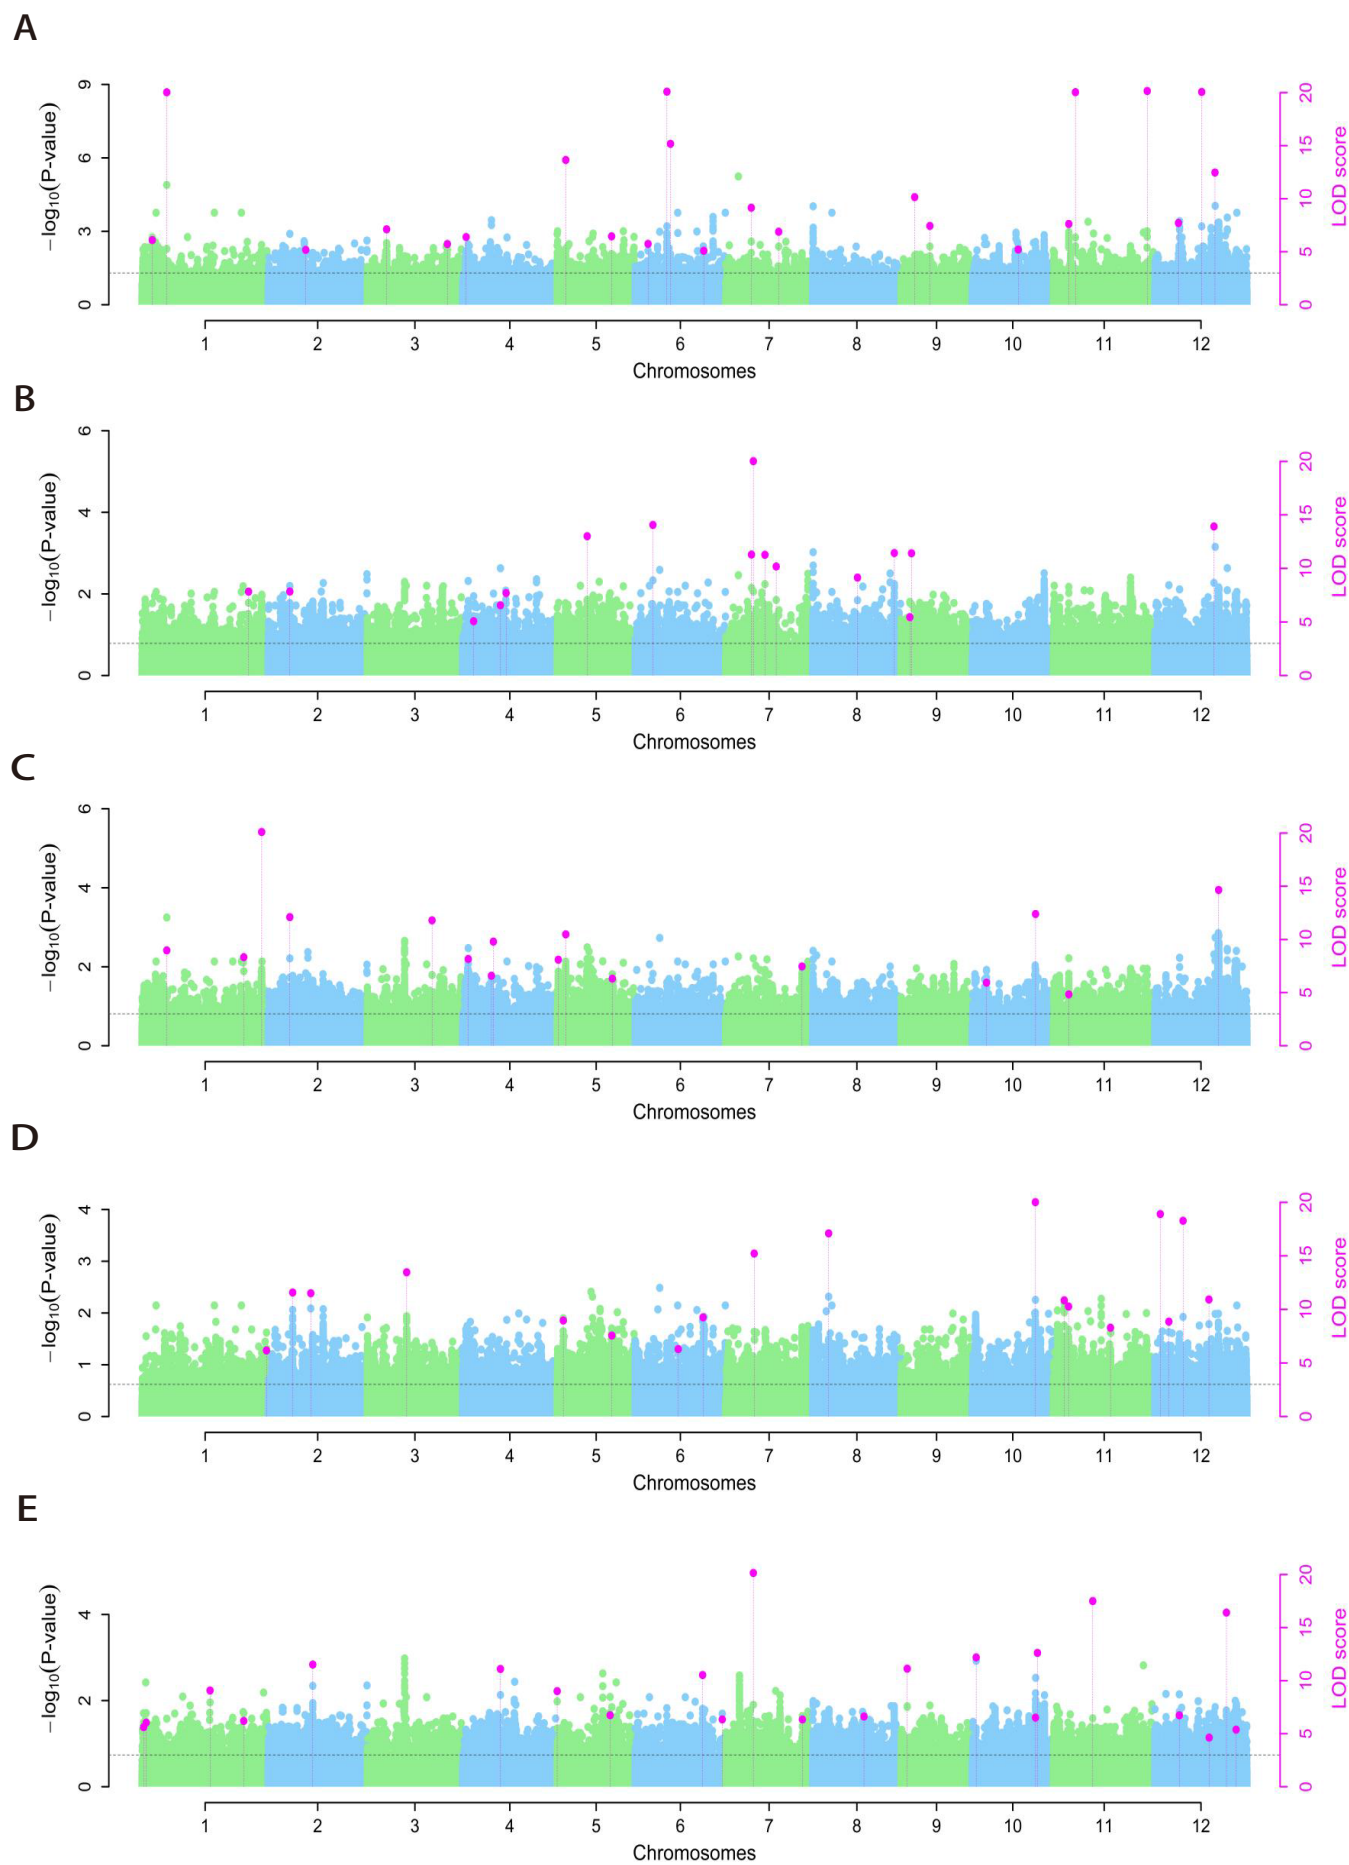 A
−log10(P-value)
0 3 6 9
LOD score
0 5 10 15 20
1 2 3 4 5 6 7 8 9 10 11 12
Chromosomes
B
−log10(P-value)
0 2 4 6
LOD score
0 5 10 15 20
1 2 3 4 5 6 7 8 9 10 11 12
Chromosomes
C
−log10(P-value)
0 2 4 6
LOD score
0 5 10 15 20
1 2 3 4 5 6 7 8 9 10 11 12
Chromosomes
D
−log10(P-value)
0 1 2 3 4
LOD score
0 5 10 15 20
1 2 3 4 5 6 7 8 9 10 11 12
Chromosomes
E
−log10(P-value)
0 2 4
LOD score
0 5 10 15 20
1 2 3 4 5 6 7 8 9 10 11 12
Chromosomes